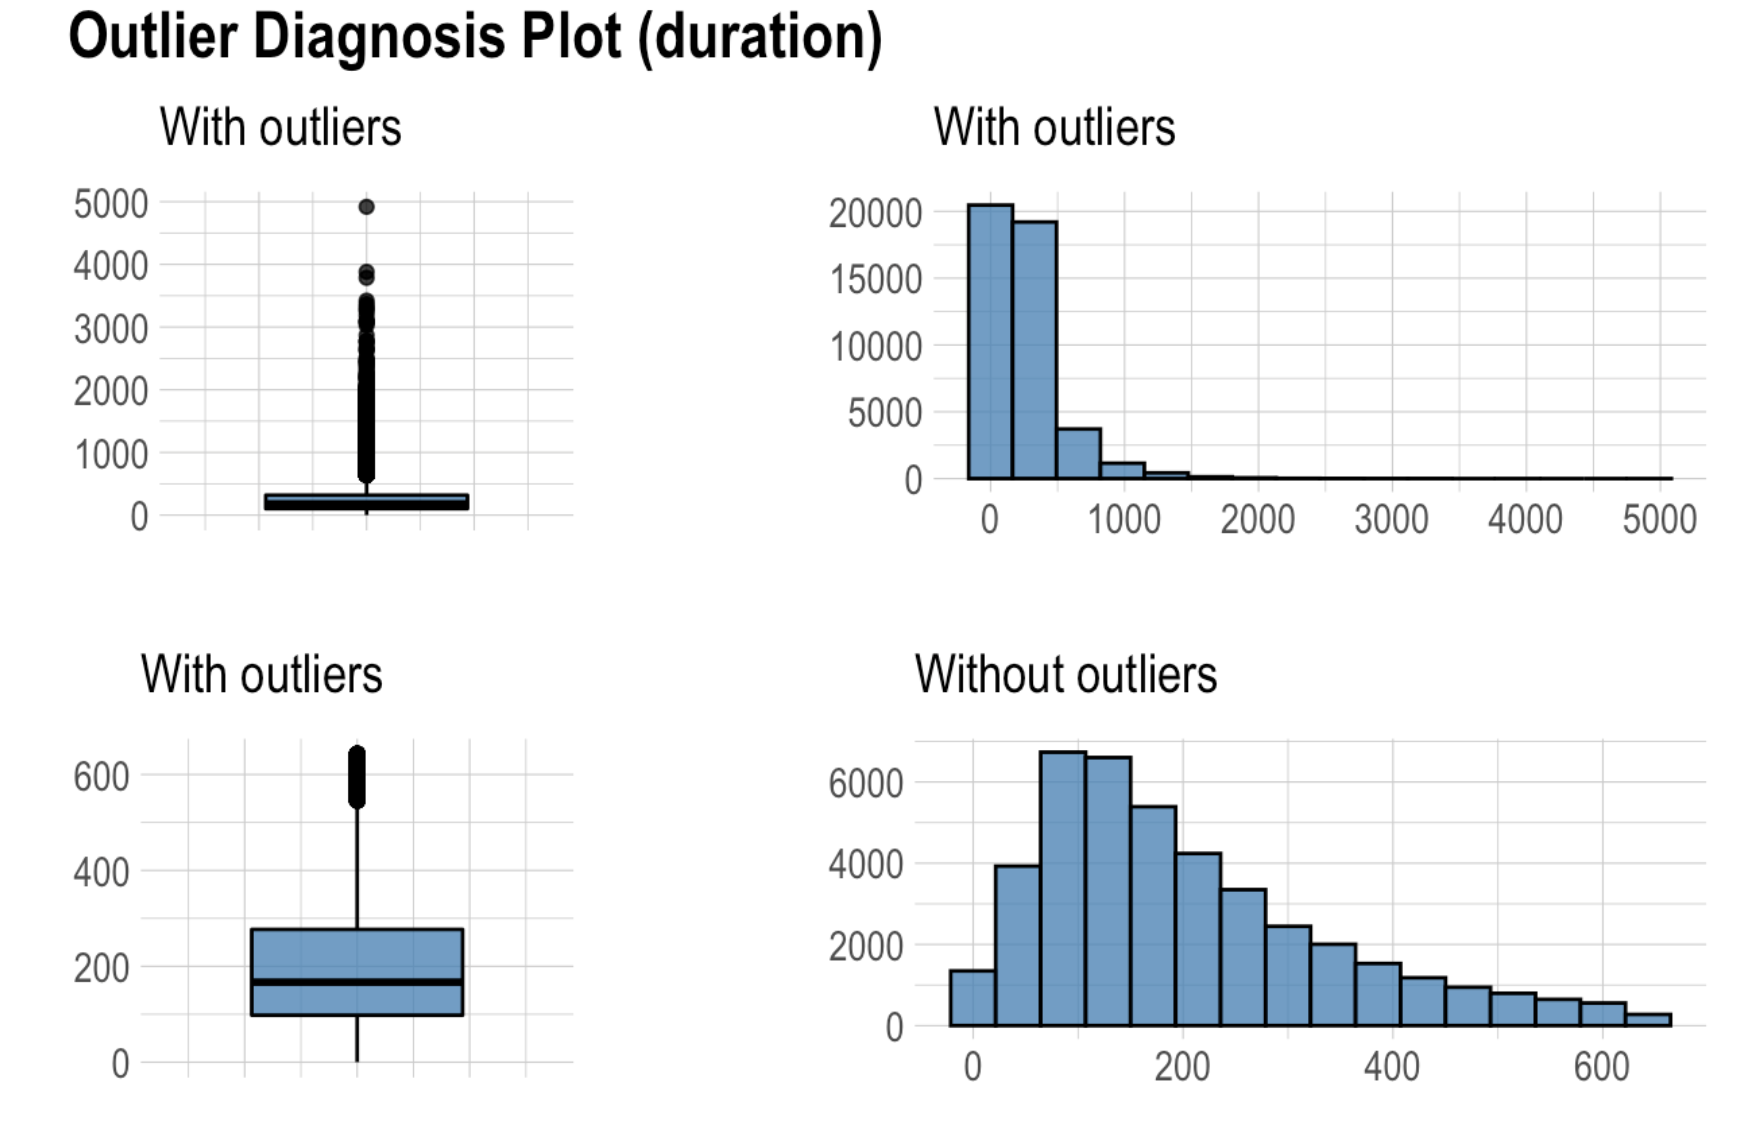 Outlier Diagnosis Plot (duration)
With outliers
5000
4000
3000
2000
1000
0
With outliers
20000
15000
10000
5000
0
0 1000 2000 3000 4000 5000
With outliers
600
400
200
0
Without outliers
6000
4000
2000
0
0 200 400 600